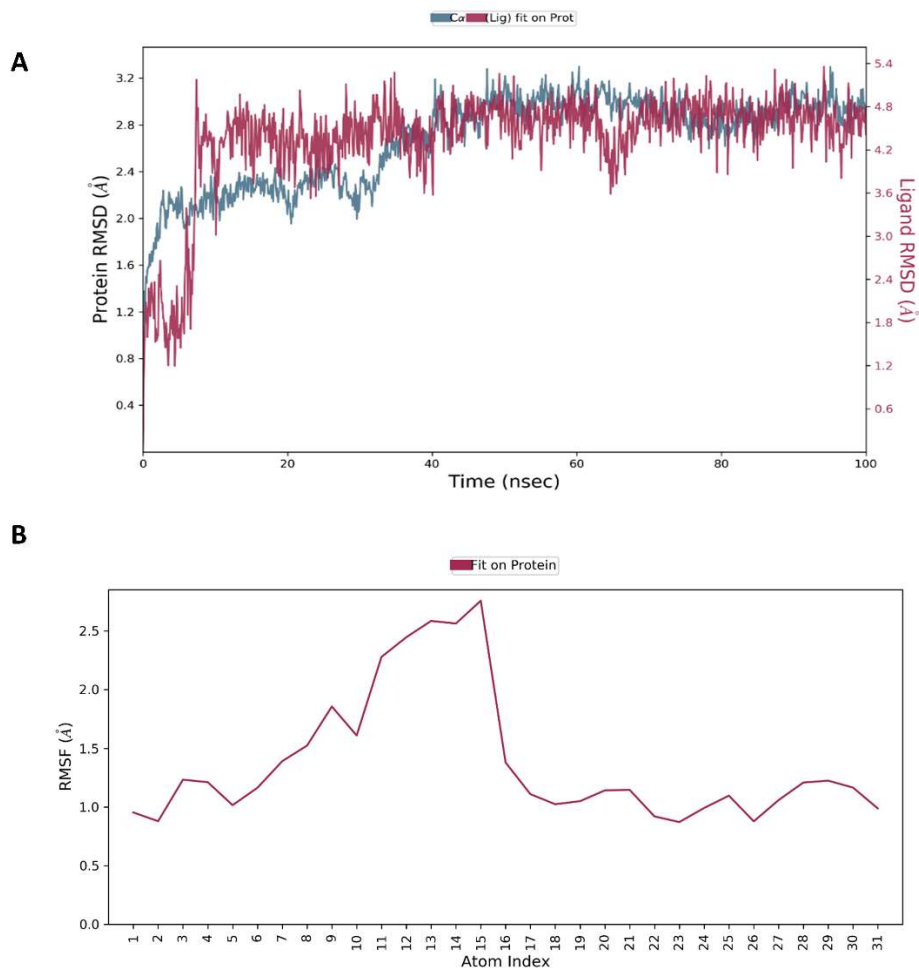 Cα (Lig) fit on Prot
A
Protein RMSD (Å)
3.2
2.8
2.4
2.0
1.6
1.2
0.8
0.4
5.4
4.8
4.2
3.6
3.0
2.4
1.8
1.2
0.6
Ligand RMSD (Å)
0 20 40 60 80 100
Time (nsec)
B
Fit on Protein
RMSF (Å)
2.5
2.0
1.5
1.0
0.5
0.0
1 2 3 4 5 6 7 8 9 10 11 12 13 14 15 16 17 18 19 20 21 22 23 24 25 26 27 28 29 30 31
Atom Index